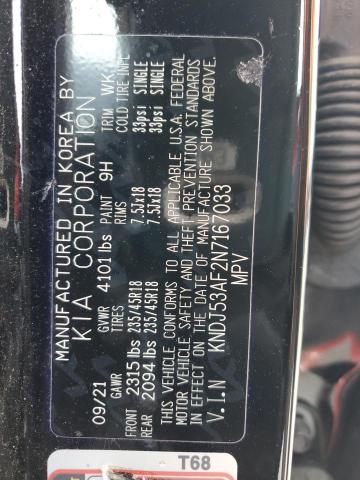 MANUFACTURED IN KOREA BY
KIA CORPORATION
09/21 GVWR 4101 lbs PAINT 9H TRIM WK
GAWR TIRES RIMS COLD TIRE INFL
FRONT 2315 lbs 235/45R18 7.5JX18 33psi SINGLE
REAR 2094 lbs 235/45R18 7.5JX18 33psi SINGLE
THIS VEHICLE CONFORMS TO ALL APPLICABLE U.S.A. FEDERAL
MOTOR VEHICLE SAFETY AND THEFT PREVENTION STANDARDS
IN EFFECT ON THE DATE OF MANUFACTURE SHOWN ABOVE.
V.I.N KNDJ53AF2N7167033
MPV
T68